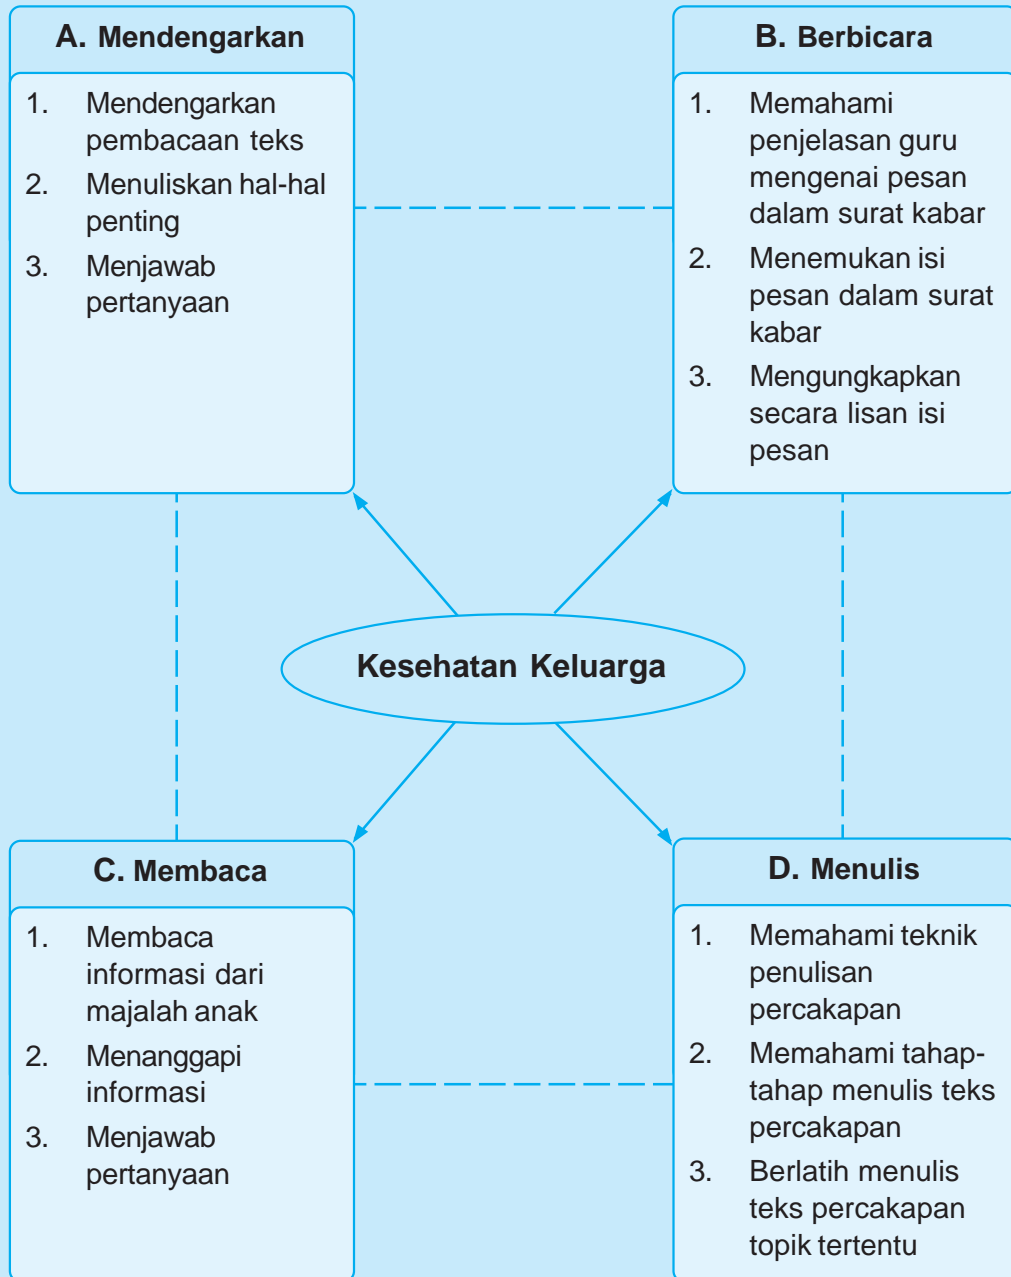 A. Mendengarkan
1. Mendengarkan
pembacaan teks
2. Menuliskan hal-hal
penting
3. Menjawab
pertanyaan
B. Berbicara
1. Memahami
penjelasan guru
mengenai pesan
dalam surat kabar
2. Menemukan isi
pesan dalam surat
kabar
3. Mengungkapkan
secara lisan isi
pesan
Kesehatan Keluarga
C. Membaca
1. Membaca
informasi dari
majalah anak
2. Menanggapi
informasi
3. Menjawab
pertanyaan
D. Menulis
1. Memahami teknik
penulisan
percakapan
2. Memahami tahap-
tahap menulis teks
percakapan
3. Berlatih menulis
teks percakapan
topik tertentu